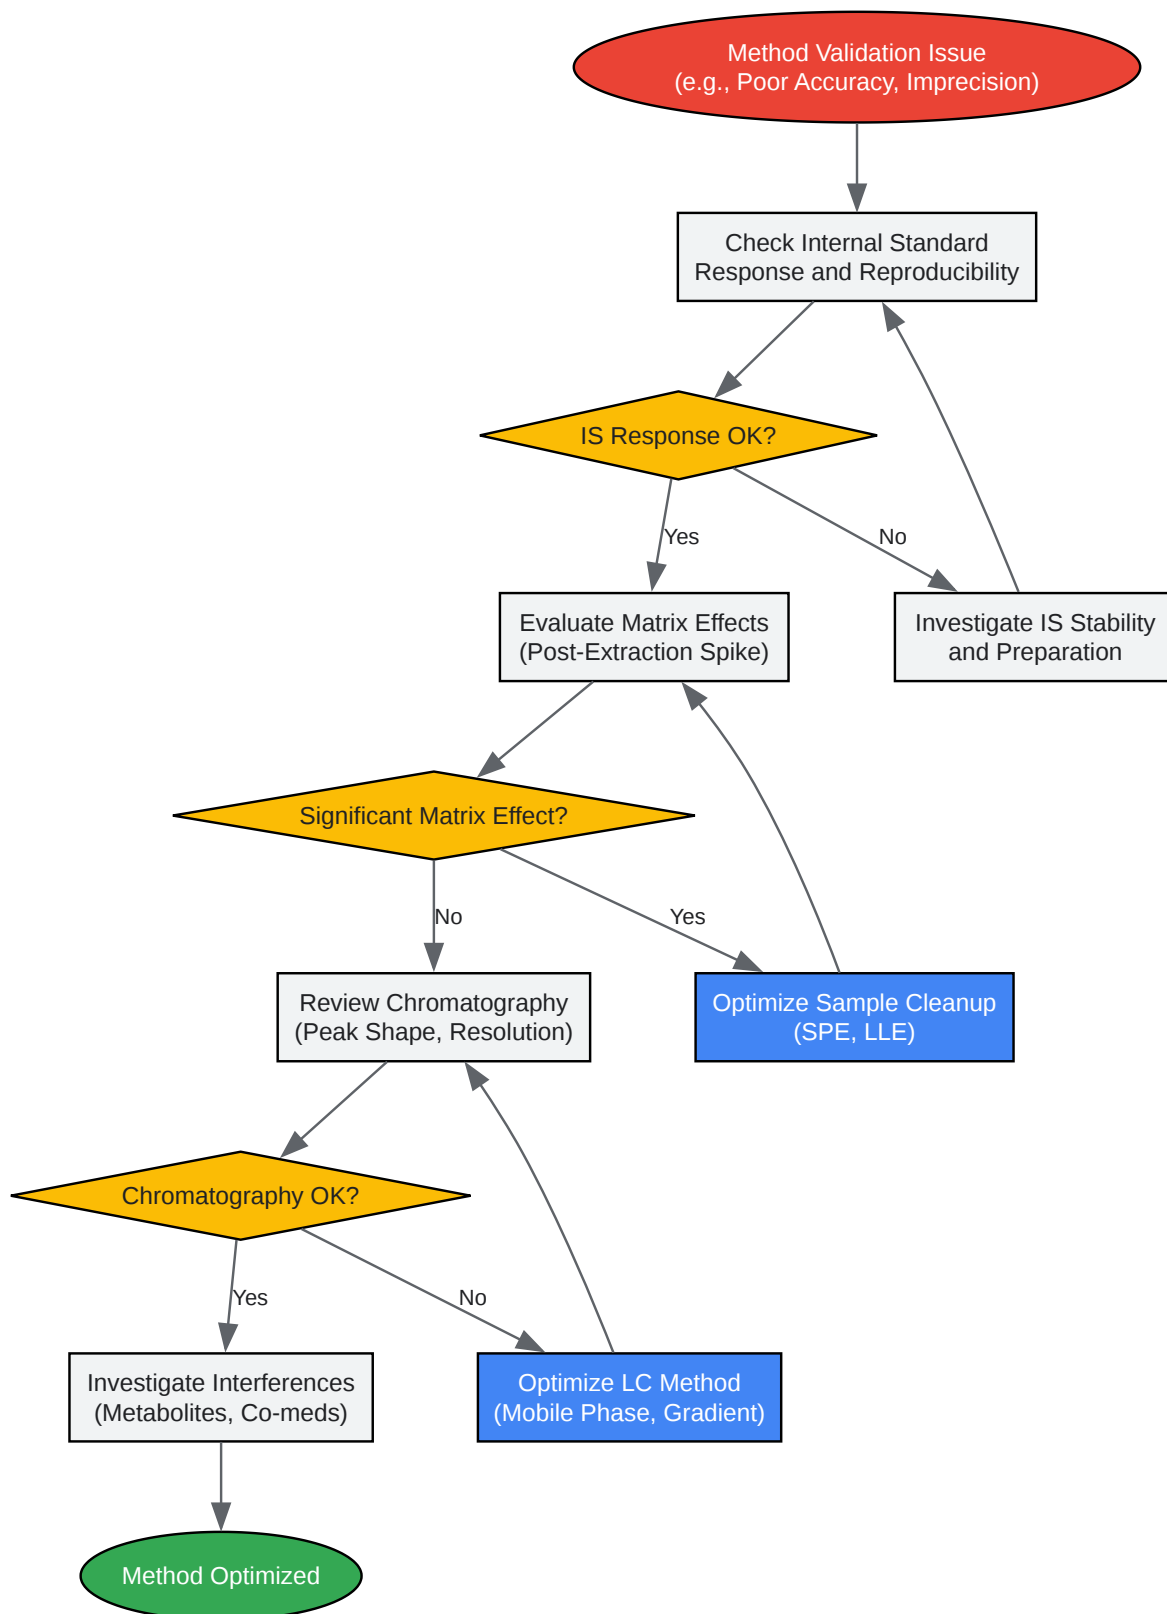 Method Validation Issue
(e.g., Poor Accuracy, Imprecision)
Check Internal Standard
Response and Reproducibility
IS Response OK?
Yes
No
Evaluate Matrix Effects
(Post-Extraction Spike)
Investigate IS Stability
and Preparation
Significant Matrix Effect?
No
Yes
Review Chromatography
(Peak Shape, Resolution)
Optimize Sample Cleanup
(SPE, LLE)
Chromatography OK?
Yes
No
Investigate Interferences
(Metabolites, Co-meds)
Optimize LC Method
(Mobile Phase, Gradient)
Method Optimized